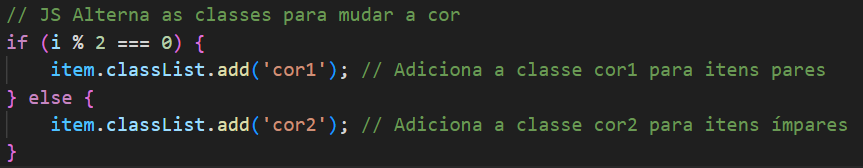 // JS Alterna as classes para mudar a cor
if (i % 2 === 0) {
    item.classList.add('cor1'); // Adiciona a classe cor1 para itens pares
} else {
    item.classList.add('cor2'); // Adiciona a classe cor2 para itens ímpares
}